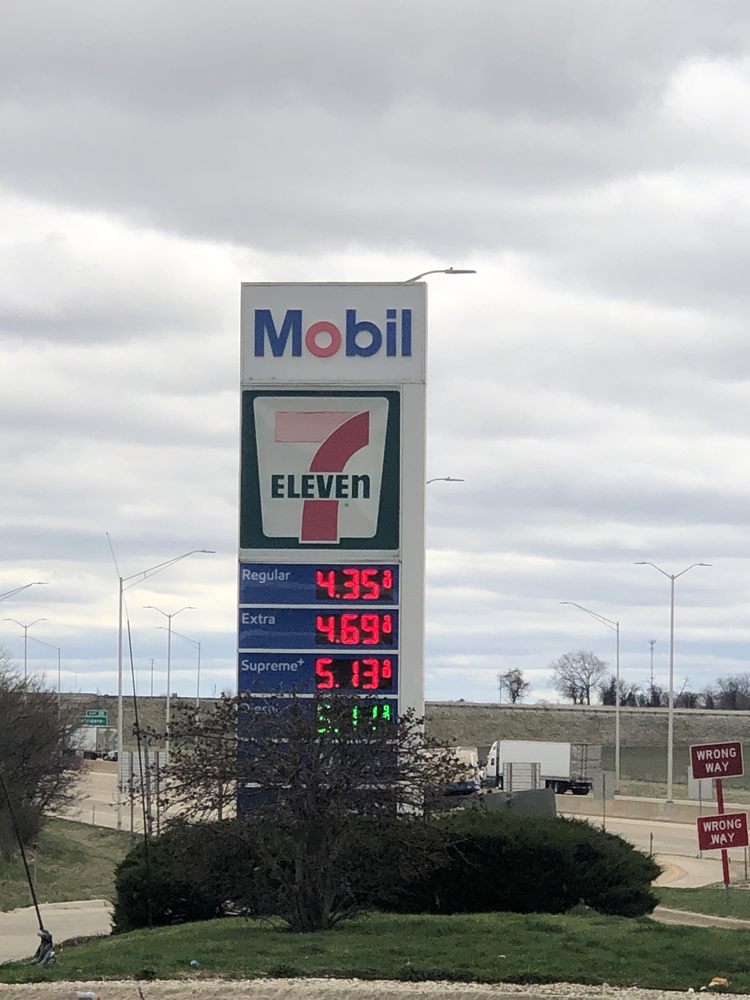 Mobil
7
ELEVEN
Regular 4.35
Extra 4.69
Supreme+ 5.13
WRONG
WAY
WRONG
WAY